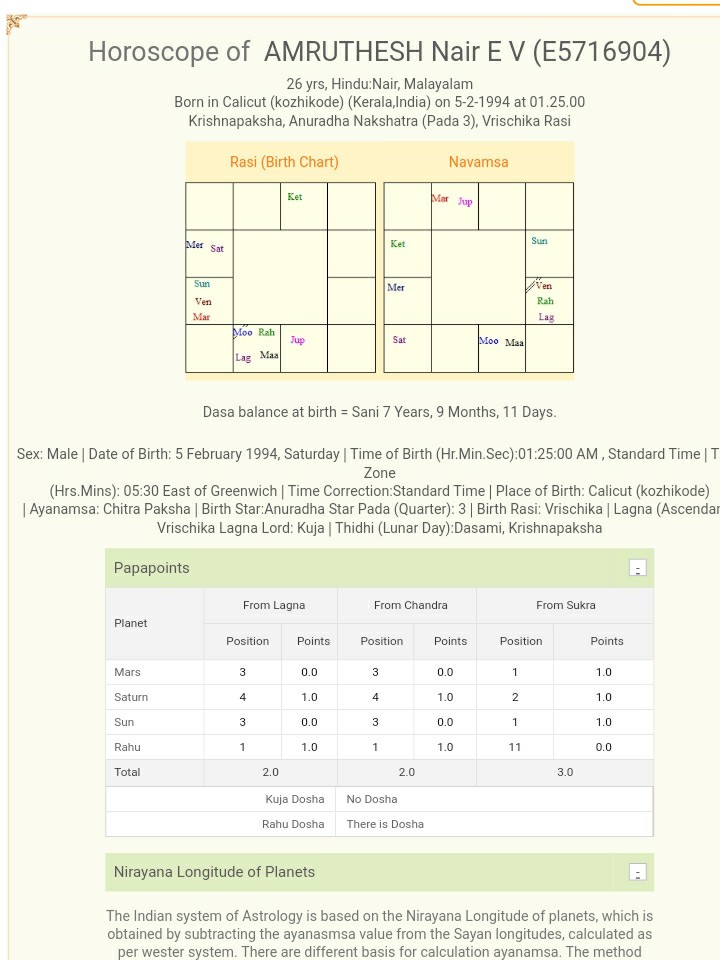 Horoscope of AMRUTHESH Nair E V (E5716904)
26 yrs, Hindu:Nair, Malayalam
Born in Calicut (kozhikode) (Kerala,India) on 5-2-1994 at 01.25.00
Krishnapaksha, Anuradha Nakshatra (Pada 3), Vrischika Rasi
Rasi (Birth Chart) Navamsa
Ket Mar Jup
Mer Sat Ket Sun
Sun Mer Ven
Ven Rah
Mar Lag
Moo Rah Jup Sat Moo Maa
Lag Maa
Dasa balance at birth = Sani 7 Years, 9 Months, 11 Days.
Sex: Male | Date of Birth: 5 February 1994, Saturday | Time of Birth (Hr.Min.Sec):01:25:00 AM , Standard Time | T
Zone
(Hrs.Mins): 05:30 East of Greenwich | Time Correction:Standard Time | Place of Birth: Calicut (kozhikode)
| Ayanamsa: Chitra Paksha | Birth Star:Anuradha Star Pada (Quarter): 3 | Birth Rasi: Vrischika | Lagna (Ascendan
Vrischika Lagna Lord: Kuja | Thidhi (Lunar Day):Dasami, Krishnapaksha
Papapoints -
Planet From Lagna From Chandra From Sukra
Position Points Position Points Position Points
Mars 3 0.0 3 0.0 1 1.0
Saturn 4 1.0 4 1.0 2 1.0
Sun 3 0.0 3 0.0 1 1.0
Rahu 1 1.0 1 1.0 11 0.0
Total 2.0 2.0 3.0
Kuja Dosha No Dosha
Rahu Dosha There is Dosha
Nirayana Longitude of Planets -
The Indian system of Astrology is based on the Nirayana Longitude of planets, which is
obtained by subtracting the ayanasmsa value from the Sayan longitudes, calculated as
per wester system. There are different basis for calculation ayanamsa. The method